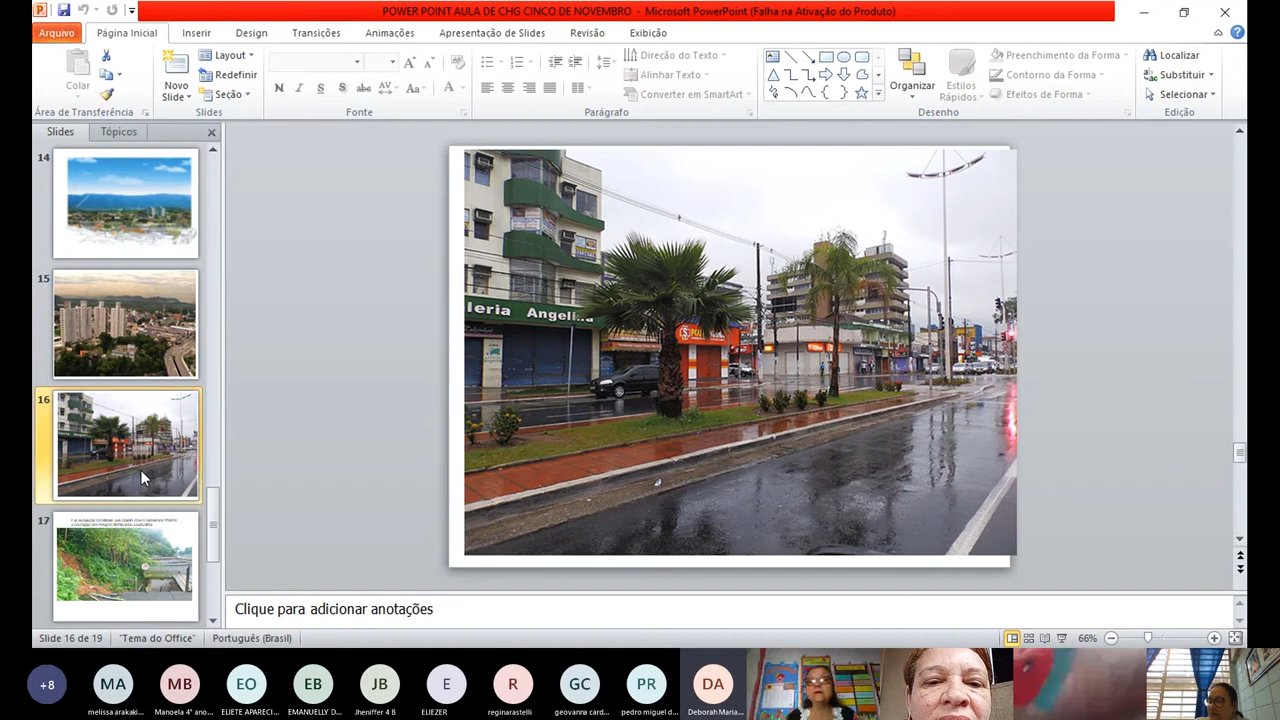 POWER POINT AULA DE CHG CINCO DE NOVEMBRO - Microsoft PowerPoint (Falha na Ativação do Produto)
Arquivo Página Inicial Inserir Design Transições Animações Apresentação de Slides Revisão Exibição
Colar
Área de Transferência
Novo Slide
Layout
Redefinir
Seção
Slides
N I S S abc AV Aa A
Fonte
Direção do Texto
Alinhar Texto
Converter em SmartArt
Parágrafo
Organizar
Estilos Rápidos
Preenchimento da Forma
Contorno da Forma
Efeitos de Forma
Desenho
Localizar
Substituir
Selecionar
Edição
Slides Tópicos
14
15
16
17
leria Angeli
Clique para adicionar anotações
Slide 16 de 19 "Tema do Office" Português (Brasil) 66%
+8 MA MB EO EB JB E R GC PR DA
melissa arakaki... Manoela 4° ano... ELIETE APARECI... EMANUELLY D... Jheniffer 4 B ELIEZER reginarastelli geovanna card... pedro miguel d... Deborah Maria...